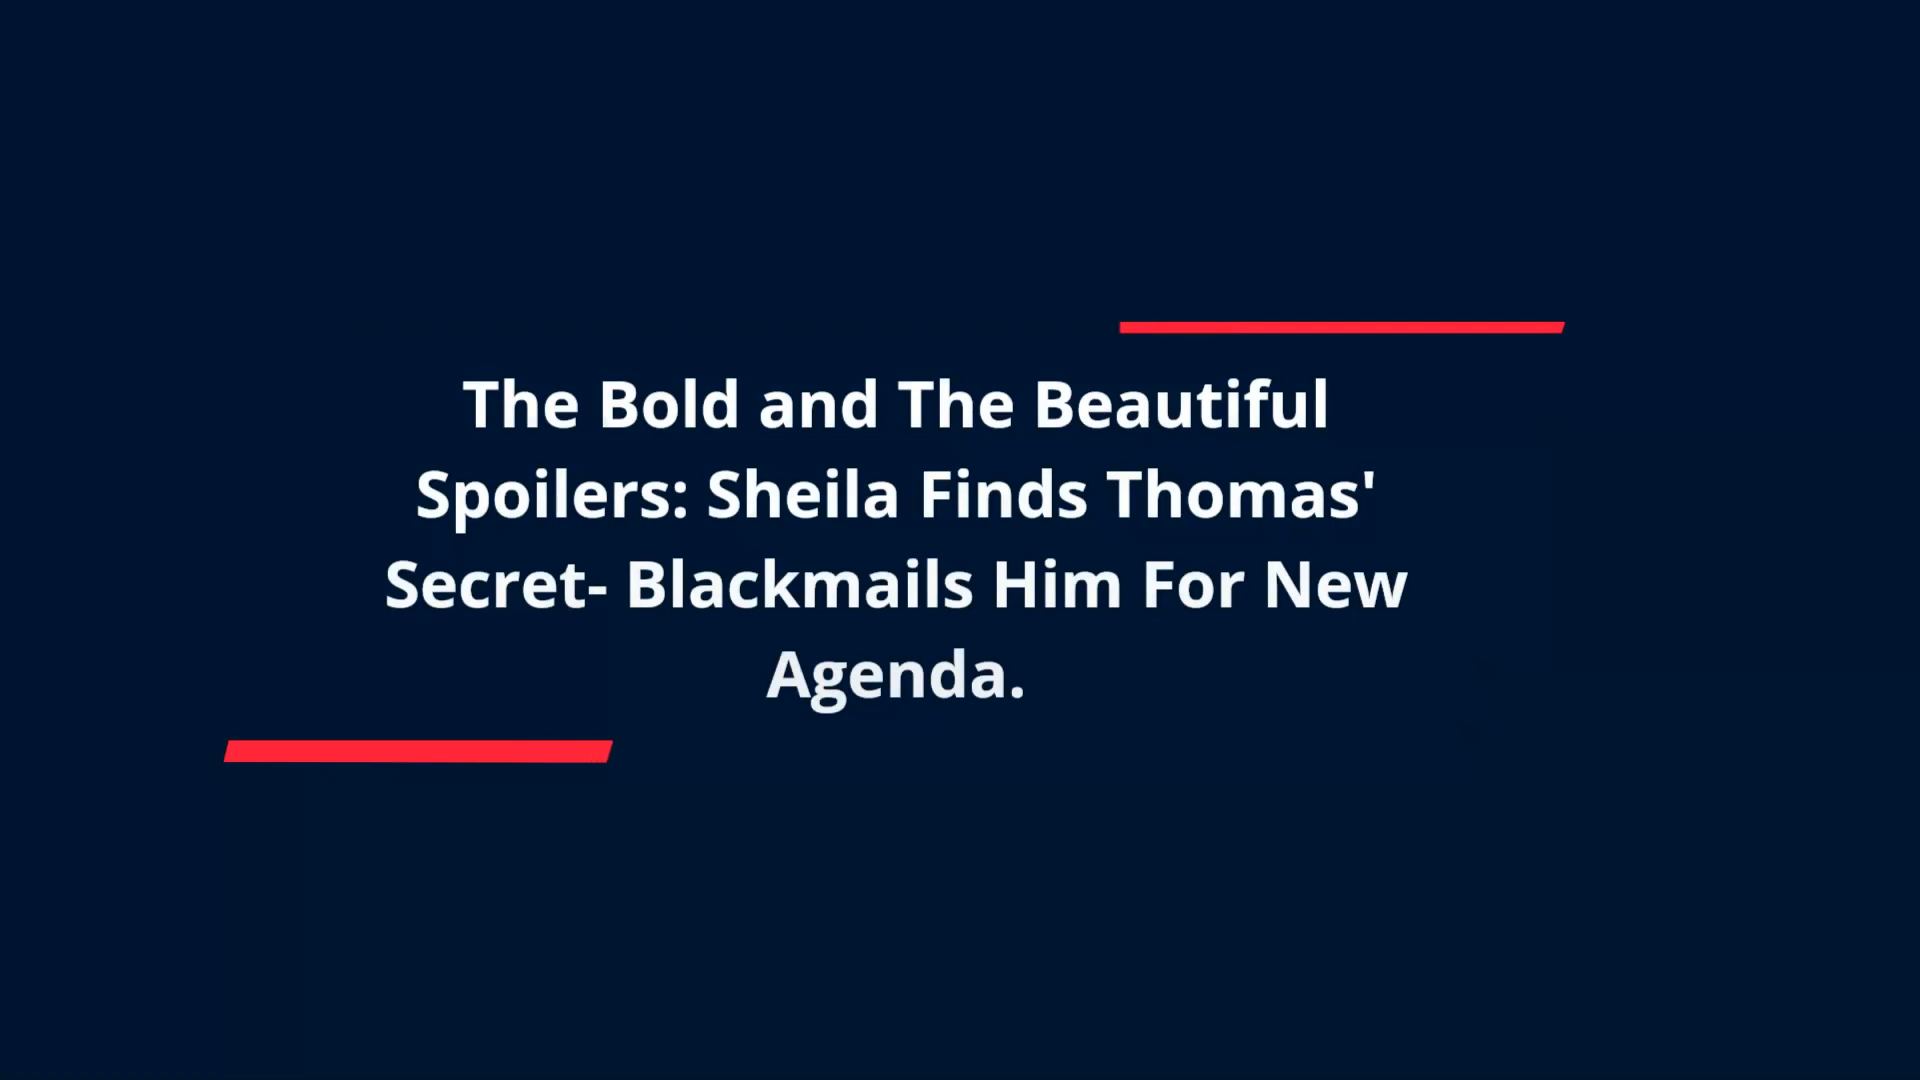 The Bold and The Beautiful
Spoilers: Sheila Finds Thomas'
Secret- Blackmails Him For New
Agenda.